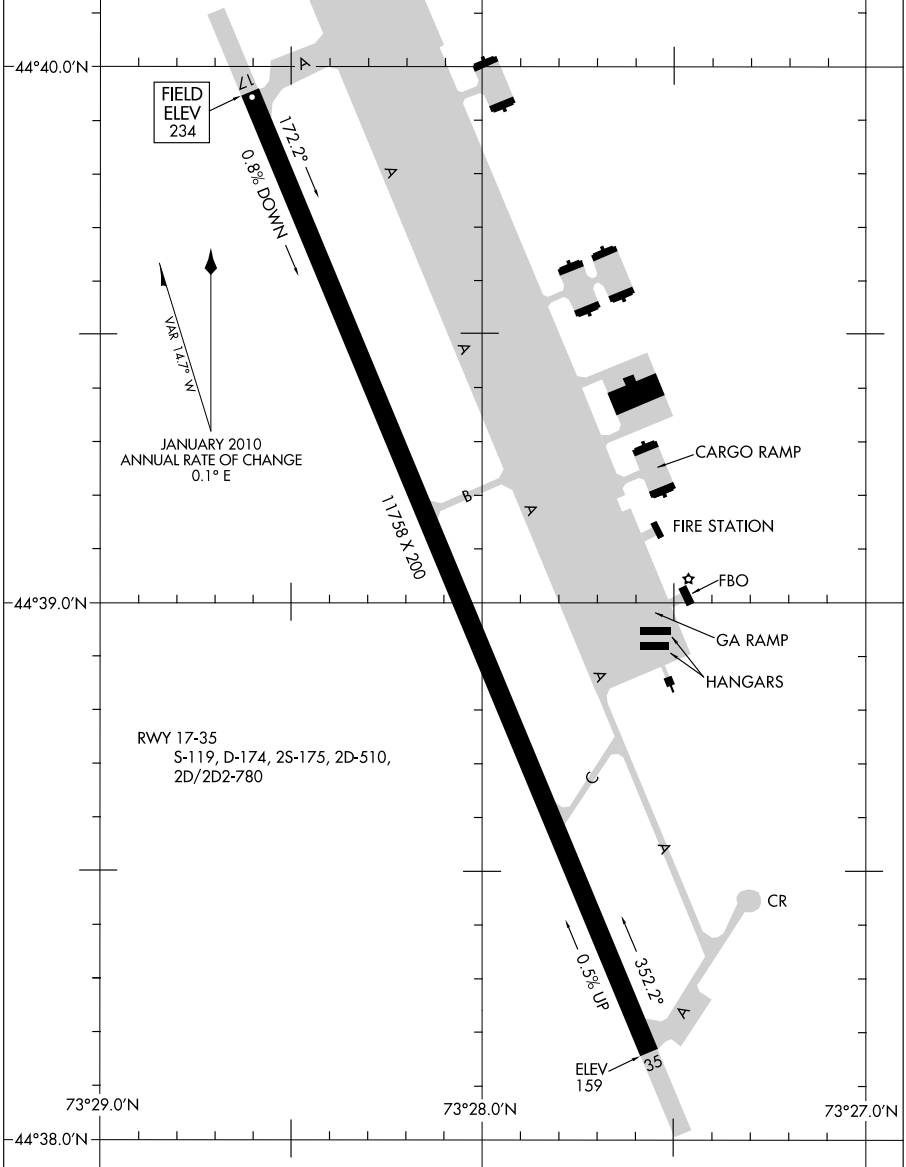 44°40.0'N
A
17
FIELD
ELEV
234
172.2°
0.8% DOWN
A
VAR 14.7° W
A
JANUARY 2010
ANNUAL RATE OF CHANGE
0.1° E
CARGO RAMP
B
A
11758 X 200
FIRE STATION
FBO
44°39.0'N
GA RAMP
A
HANGARS
RWY 17-35
S-119, D-174, 2S-175, 2D-510,
2D/2D2-780
C
A
CR
0.5% UP
352.2°
A
35
ELEV
159
73°29.0'N
73°28.0'N
73°27.0'N
44°38.0'N